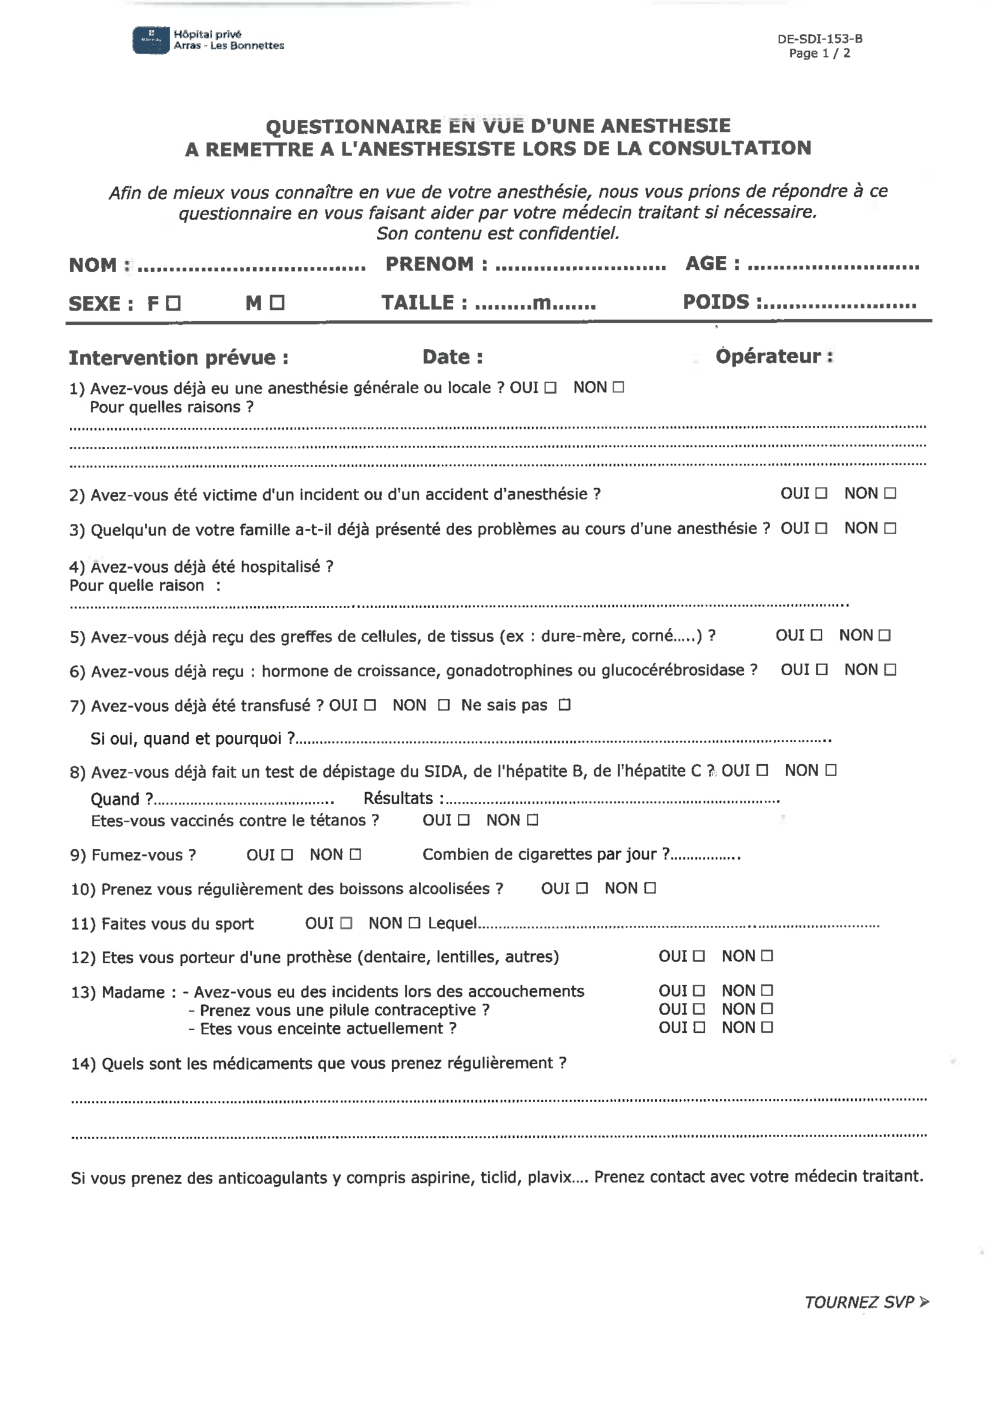 Hôpital privé
Arras - Les Bonnettes
DE-SDI-153-B
Page 1 / 2
QUESTIONNAIRE EN VUE D'UNE ANESTHESIE
A REMETTRE A L'ANESTHESISTE LORS DE LA CONSULTATION
Afin de mieux vous connaître en vue de votre anesthésie, nous vous prions de répondre à ce
questionnaire en vous faisant aider par votre médecin traitant si nécessaire.
Son contenu est confidentiel.
NOM : .................................... PRENOM : ........................... AGE : ...........................
SEXE : F ☐ M ☐ TAILLE : .........m....... POIDS :........................
Intervention prévue : Date : Opérateur :
1) Avez-vous déjà eu une anesthésie générale ou locale ? OUI ☐ NON ☐
Pour quelles raisons ?
2) Avez-vous été victime d'un incident ou d'un accident d'anesthésie ? OUI ☐ NON ☐
3) Quelqu'un de votre famille a-t-il déjà présenté des problèmes au cours d'une anesthésie ? OUI ☐ NON ☐
4) Avez-vous déjà été hospitalisé ?
Pour quelle raison :
5) Avez-vous déjà reçu des greffes de cellules, de tissus (ex : dure-mère, corné.....) ? OUI ☐ NON ☐
6) Avez-vous déjà reçu : hormone de croissance, gonadotrophines ou glucocérébrosidase ? OUI ☐ NON ☐
7) Avez-vous déjà été transfusé ? OUI ☐ NON ☐ Ne sais pas ☐
Si oui, quand et pourquoi ?....................................................................................................
8) Avez-vous déjà fait un test de dépistage du SIDA, de l'hépatite B, de l'hépatite C ? OUI ☐ NON ☐
Quand ?....................................... Résultats :.........................................................................
Etes-vous vaccinés contre le tétanos ? OUI ☐ NON ☐
9) Fumez-vous ? OUI ☐ NON ☐ Combien de cigarettes par jour ?................
10) Prenez vous régulièrement des boissons alcoolisées ? OUI ☐ NON ☐
11) Faites vous du sport OUI ☐ NON ☐ Lequel...............................................................................
12) Etes vous porteur d'une prothèse (dentaire, lentilles, autres) OUI ☐ NON ☐
13) Madame : - Avez-vous eu des incidents lors des accouchements OUI ☐ NON ☐
- Prenez vous une pilule contraceptive ? OUI ☐ NON ☐
- Etes vous enceinte actuellement ? OUI ☐ NON ☐
14) Quels sont les médicaments que vous prenez régulièrement ?
Si vous prenez des anticoagulants y compris aspirine, ticlid, plavix.... Prenez contact avec votre médecin traitant.
TOURNEZ SVP ➢